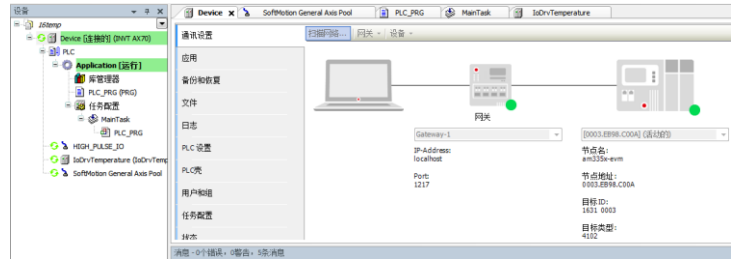 设备
16temp
Device [连接的] (INVT AX70)
PLC
Application [运行]
库管理器
PLC_PRG (PRG)
任务配置
MainTask
PLC_PRG
HIGH_PULSE_IO
IoDrvTemperature (IoDrvTemp
SoftMotion General Axis Pool
Device
SoftMotion General Axis Pool
PLC_PRG
MainTask
IoDrvTemperature
通讯设置
应用
备份和恢复
文件
日志
PLC 设置
PLC壳
用户和组
任务配置
状态
扫描网络...
网关
设备
网关
Gateway-1
IP-Address:
localhost
Port:
1217
[0003.EB98.C00A] (活动的)
节点名:
am335x-evm
节点地址:
0003.EB98.C00A
目标ID:
1631 0003
目标类型:
4102
消息 - 0个错误, 0警告, 5条消息